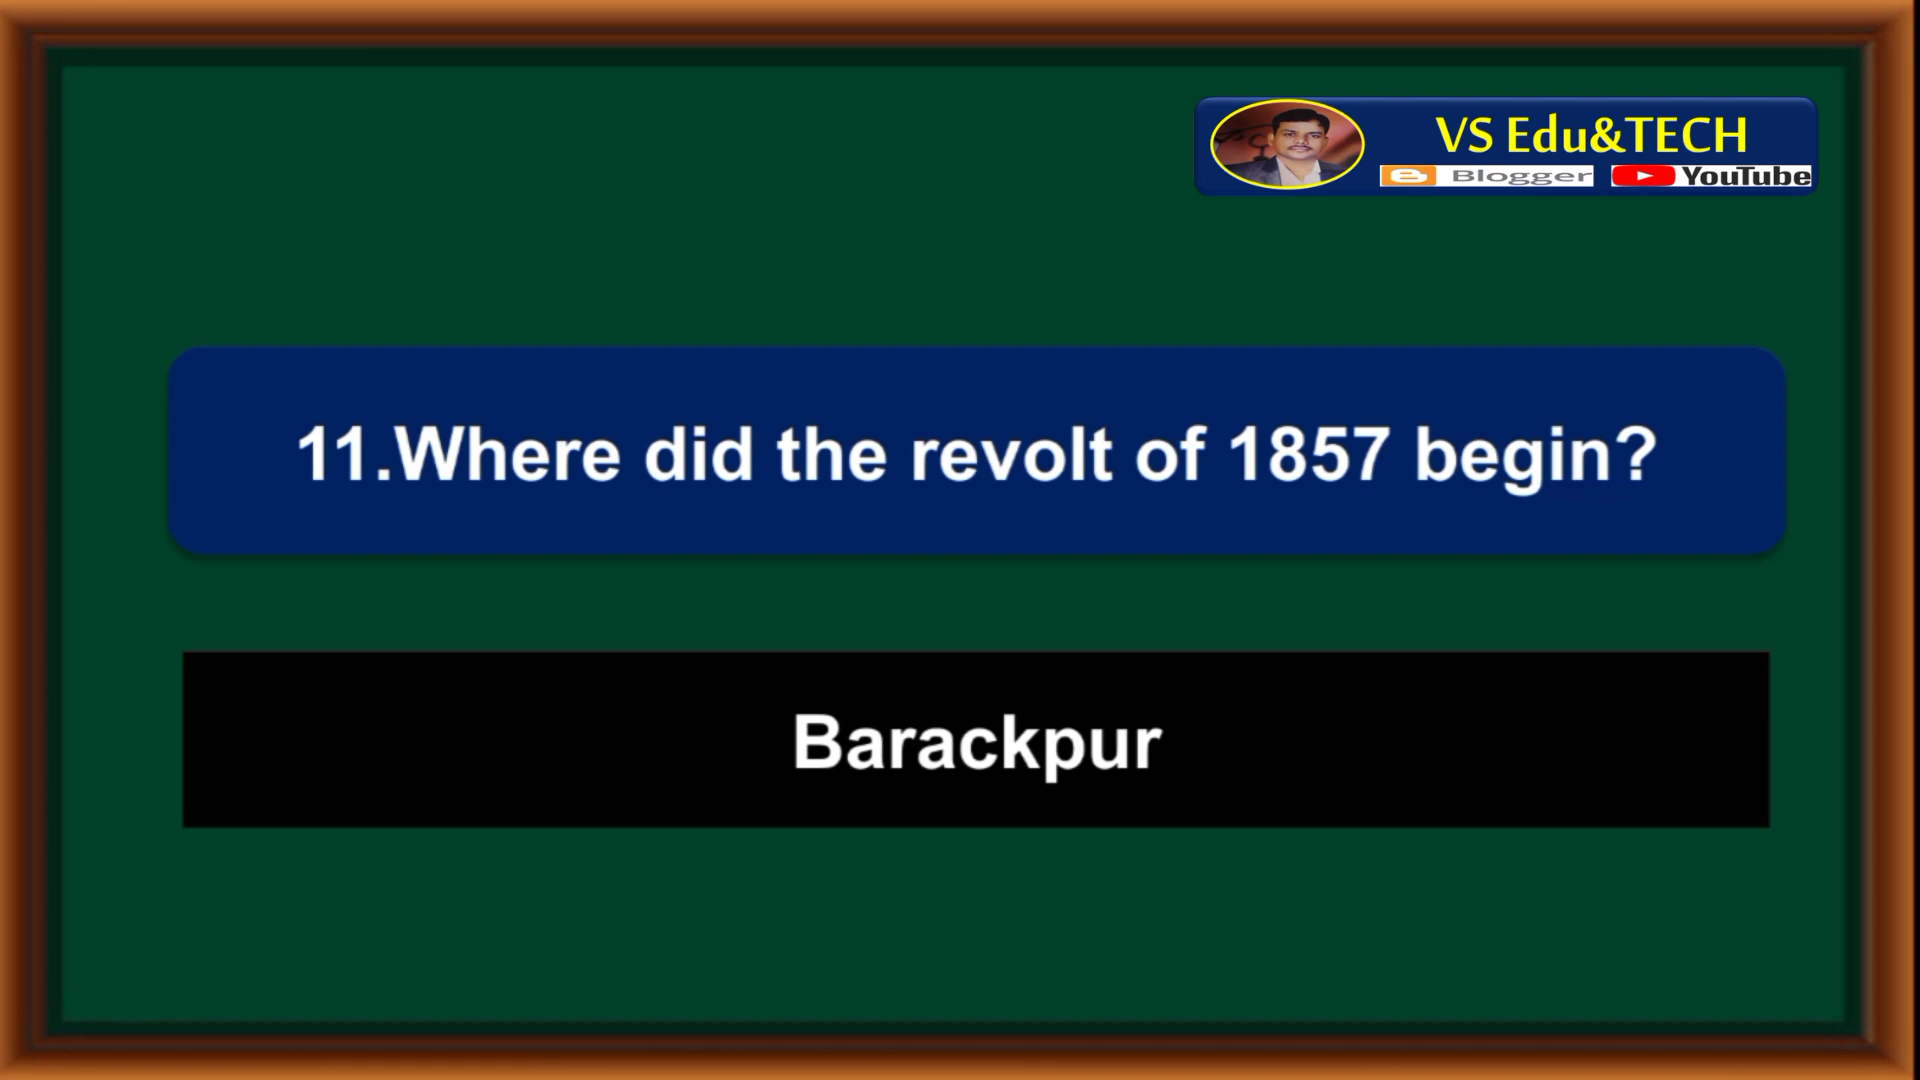 VS Edu&TECH
Blogger YouTube
11.Where did the revolt of 1857 begin?
Barackpur